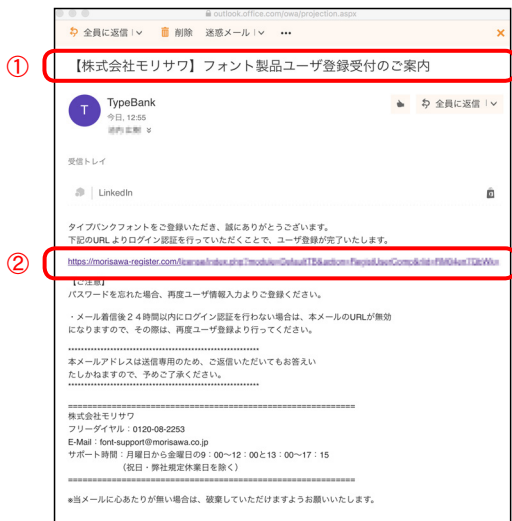 outlook.office.com/owa/projection.aspx
全員に返信 削除 迷惑メール ••• ×
①
【株式会社モリサワ】フォント製品ユーザ登録受付のご案内
T TypeBank 全員に返信
今日, 12:55
受信トレイ
LinkedIn
タイプバンクフォントをご登録いただき、誠にありがとうございます。
下記のURL よりログイン認証を行っていただくことで、ユーザ登録が完了いたします。
②
https://morisawa-register.com/
【ご注意】
パスワードを忘れた場合、再度ユーザ情報入力よりご登録ください。
・メール着信後２４時間以内にログイン認証を行わない場合は、本メールのURLが無効
になりますので、その際は、再度ユーザ登録より行ってください。
************************************************************
本メールアドレスは送信専用のため、ご返信いただいてもお答えい
たしかねますので、予めご了承ください。
************************************************************
============================================================
株式会社モリサワ
フリーダイヤル：0120-08-2253
E-Mail：font-support@morisawa.co.jp
サポート時間：月曜日から金曜日の9：00〜12：00と13：00〜17：15
（祝日・弊社規定休業日を除く）
============================================================
※当メールに心あたりが無い場合は、破棄していただけますようお願いいたします。